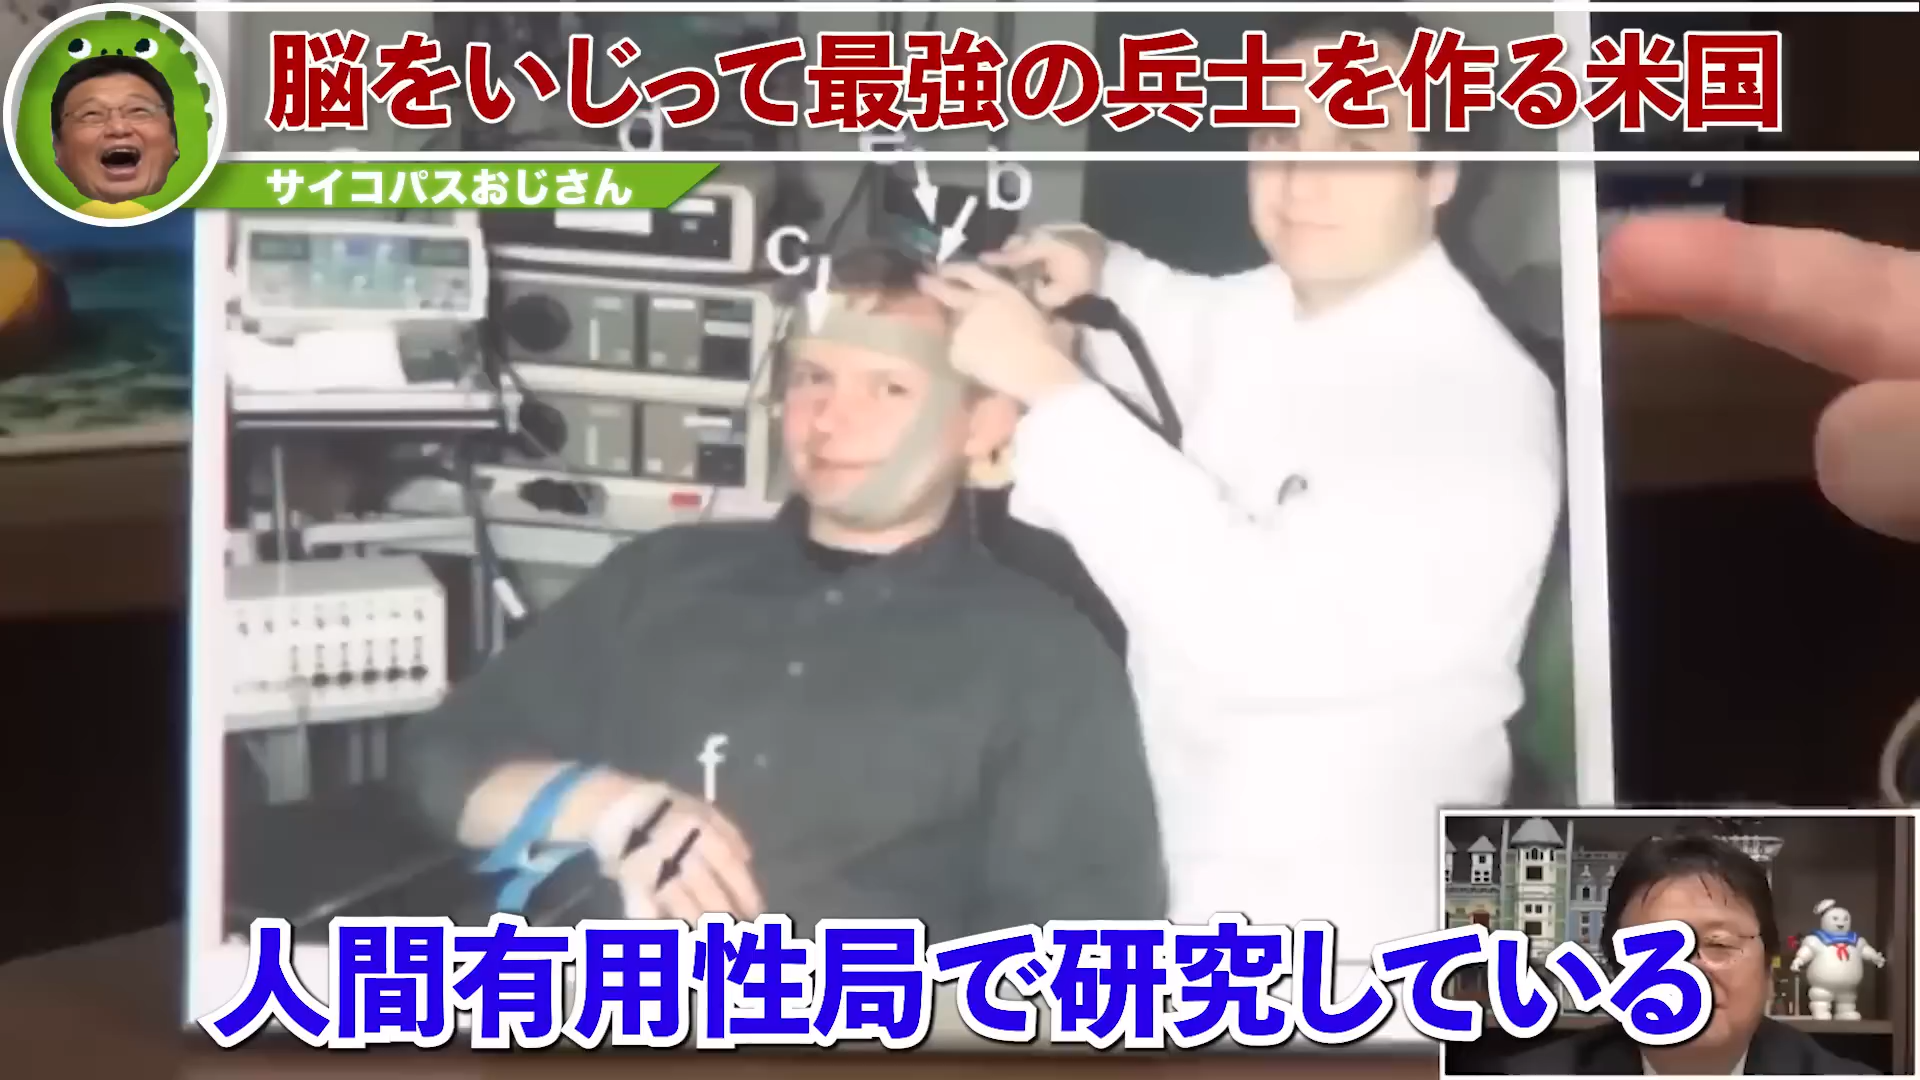 脳をいじって最強の兵士を作る米国
サイコパスおじさん
d
e
b
c
f
人間有用性局で研究している